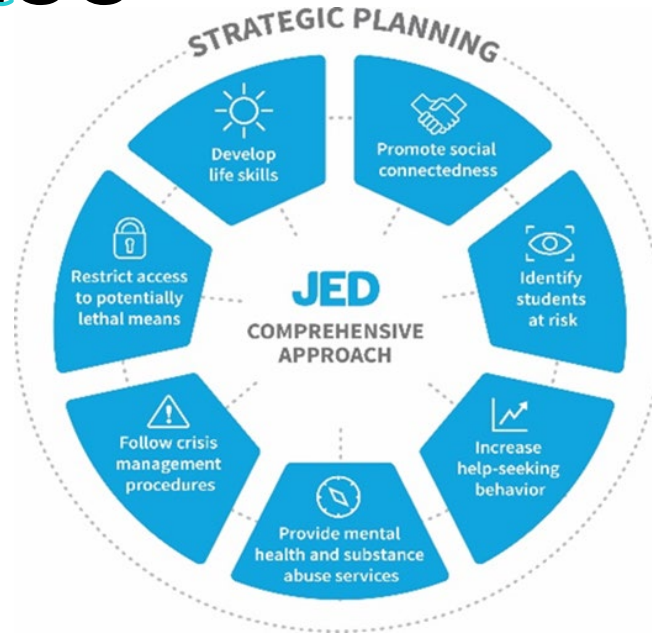 STRATEGIC PLANNING
Develop
life skills
Promote social
connectedness
Identify
students
at risk
Increase
help-seeking
behavior
Provide mental
health and substance
abuse services
Follow crisis
management
procedures
Restrict access
to potentially
lethal means
JED
COMPREHENSIVE
APPROACH